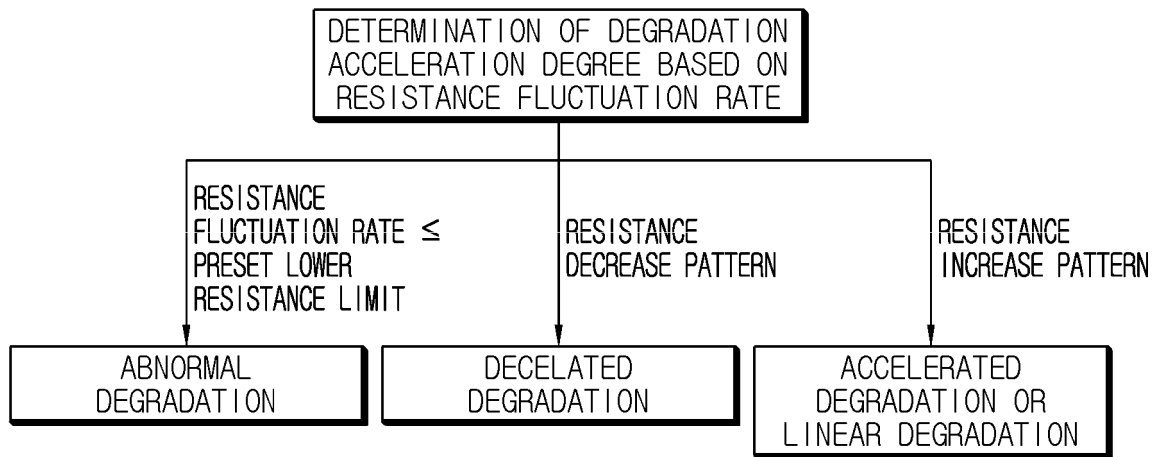 DETERMINATION OF DEGRADATION
ACCELERATION DEGREE BASED ON
RESISTANCE FLUCTUATION RATE
RESISTANCE
FLUCTUATION RATE ≤
PRESET LOWER
RESISTANCE LIMIT
RESISTANCE
DECREASE PATTERN
RESISTANCE
INCREASE PATTERN
ABNORMAL
DEGRADATION
DECELATED
DEGRADATION
ACCELERATED
DEGRADATION OR
LINEAR DEGRADATION